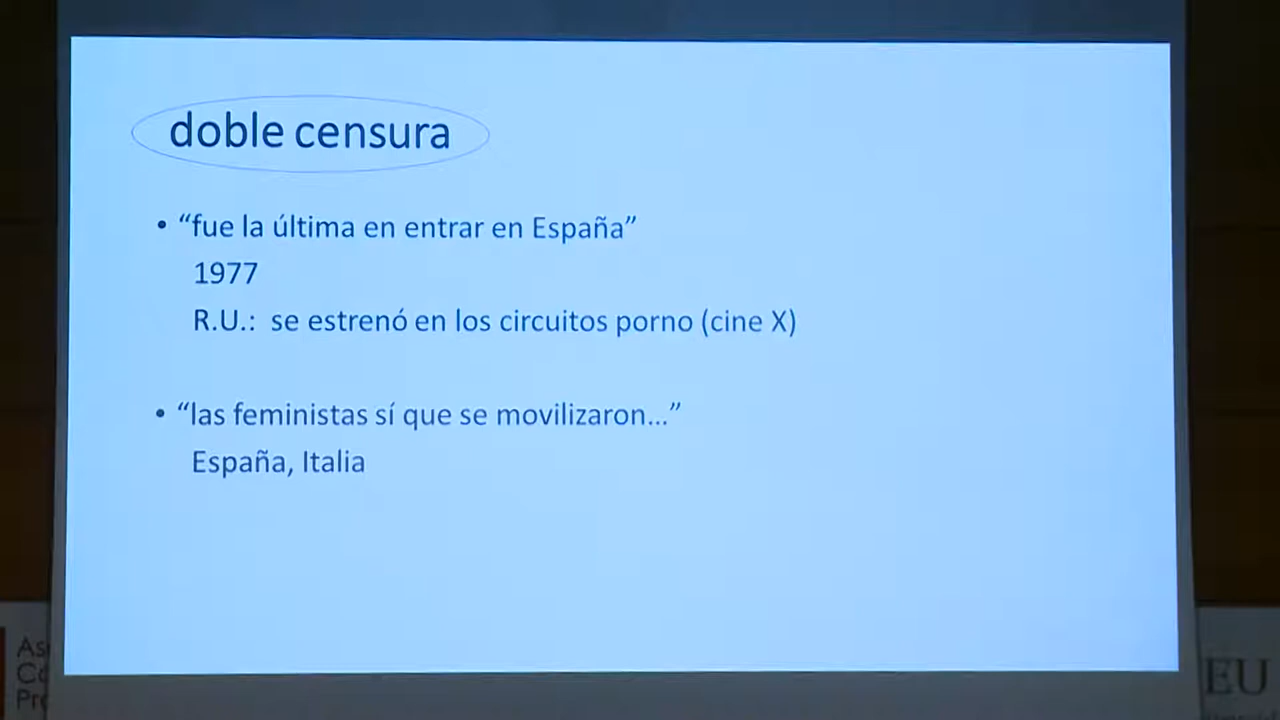 doble censura
• “fue la última en entrar en España”
1977
R.U.: se estrenó en los circuitos porno (cine X)
• “las feministas sí que se movilizaron...”
España, Italia
EU